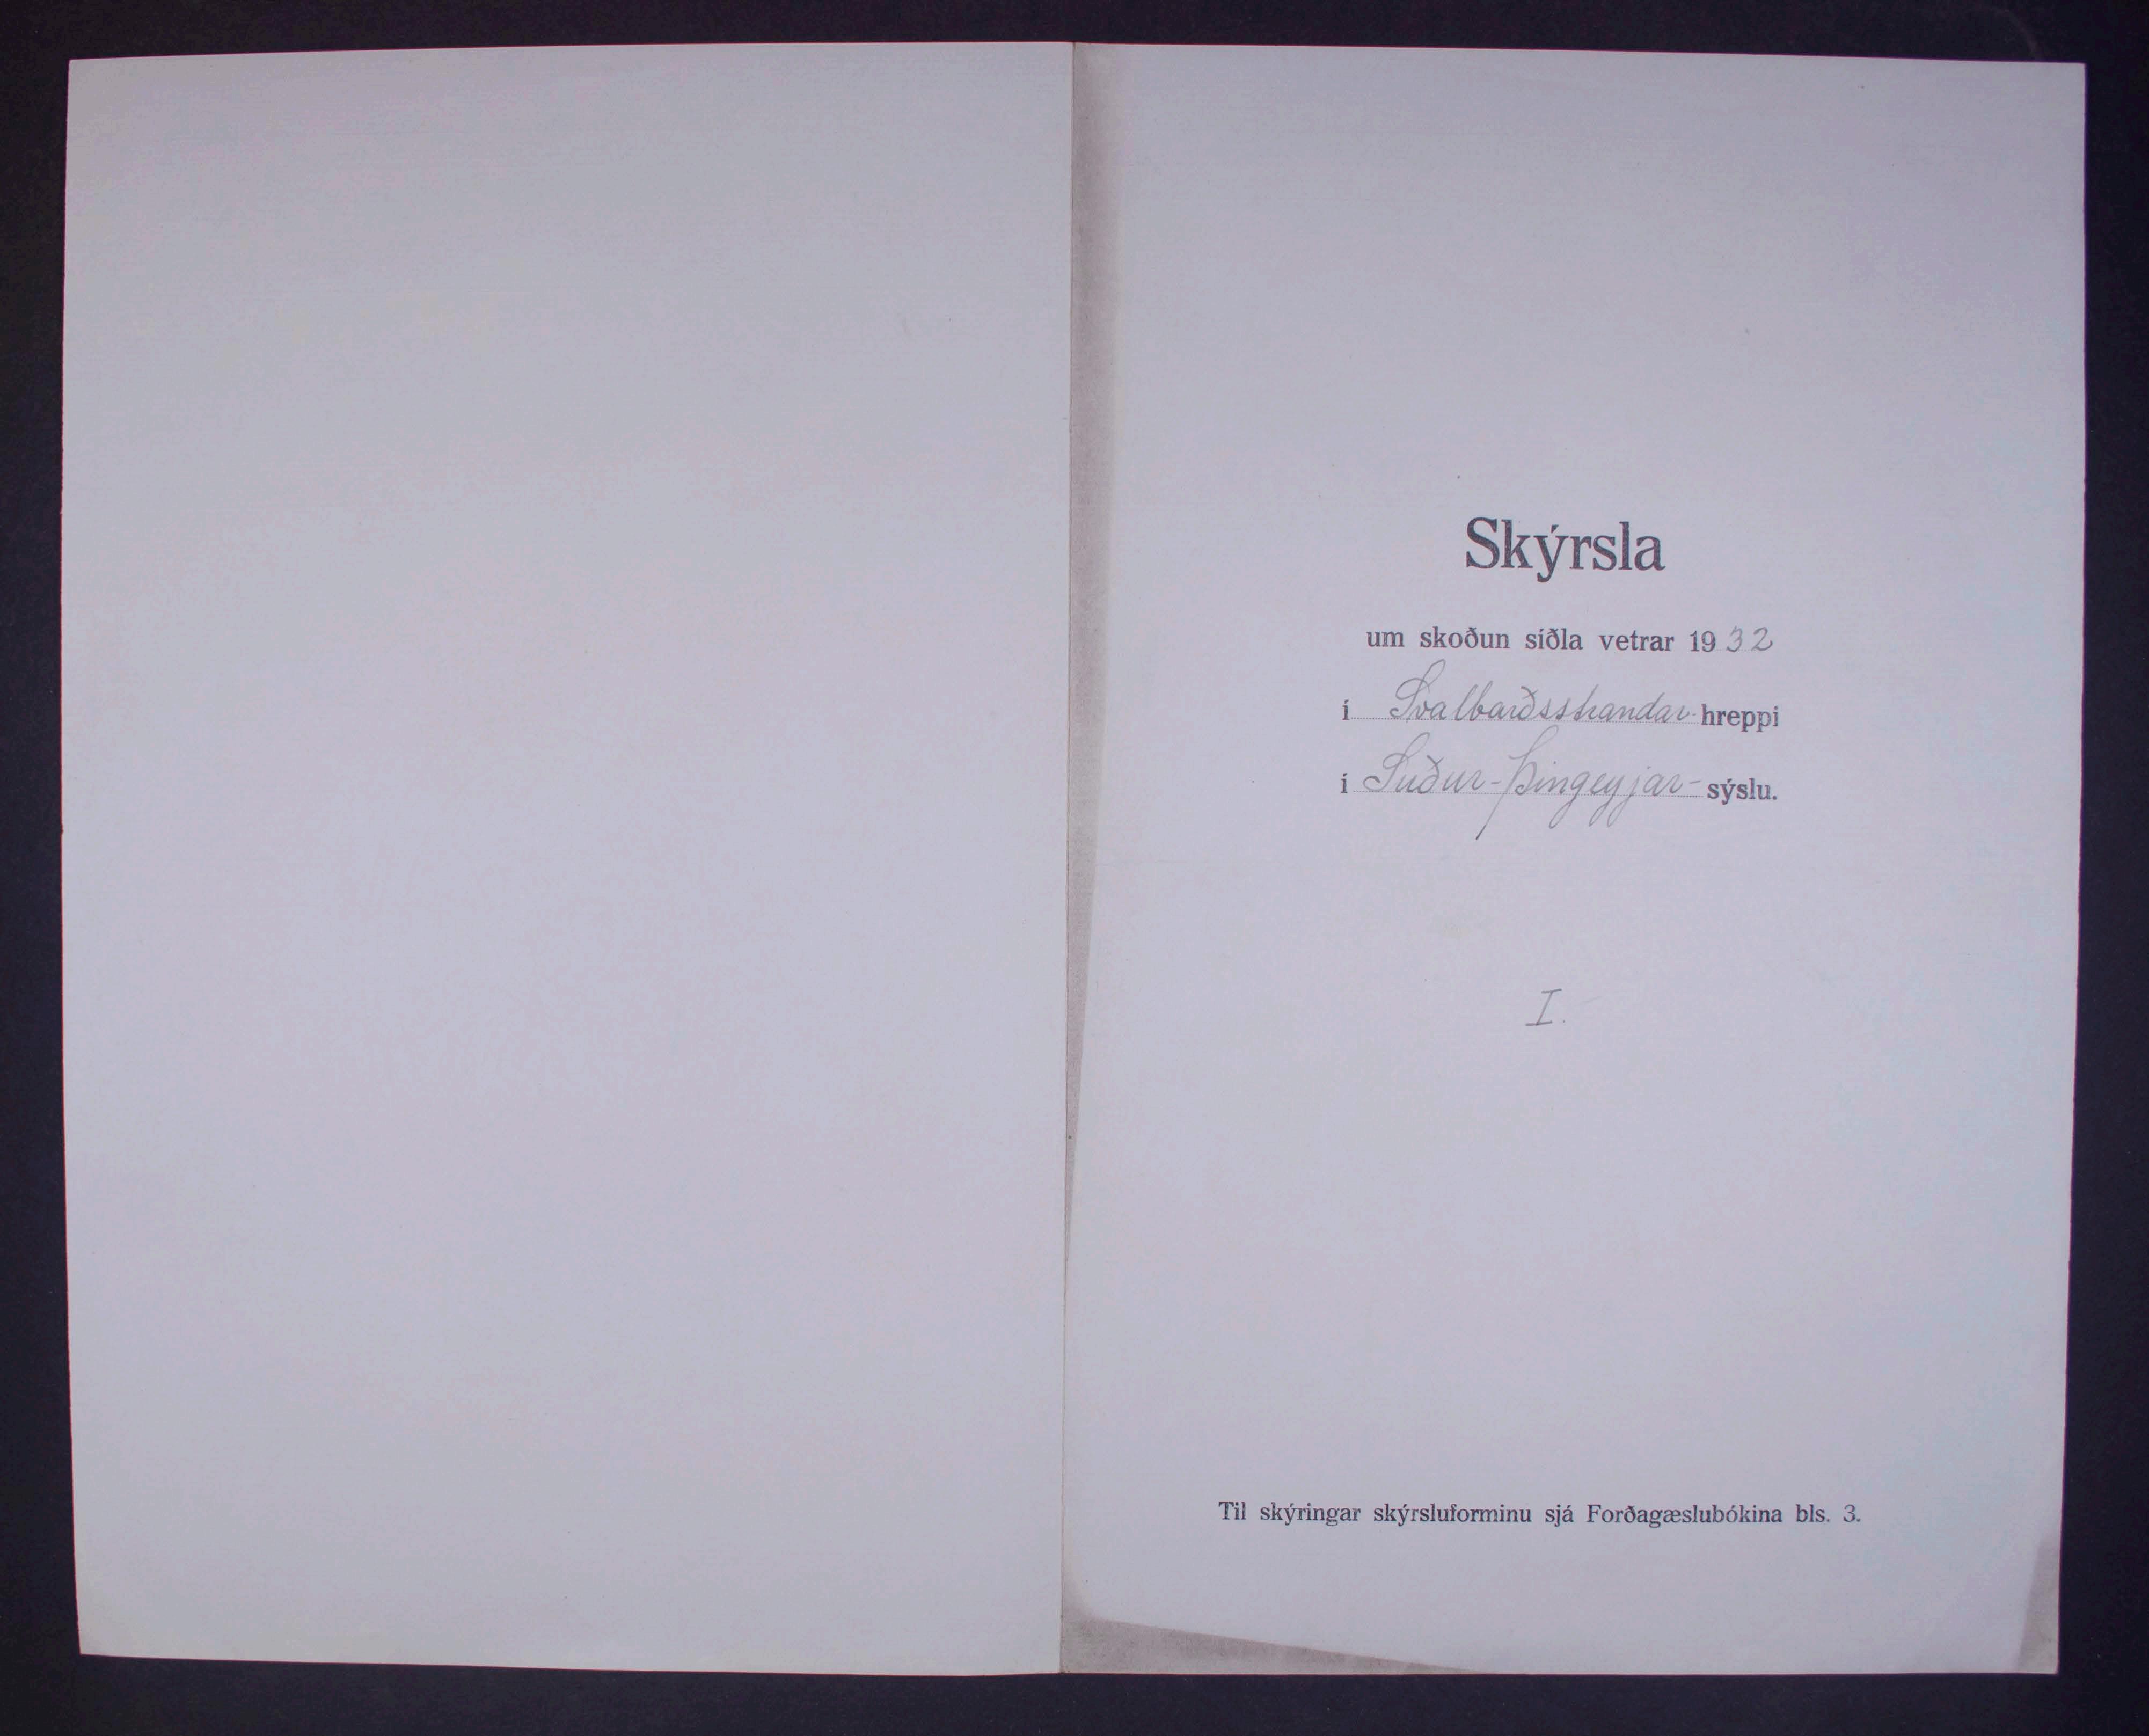 Skýrsla
um skoðun síðla vetrar 1932
í Svalbarðsstrandar-hreppi
í Suður-Þingeyjar-sýslu.
I.
Til skýringar skýrsluforminu sjá Forðagæslubókina bls. 3.